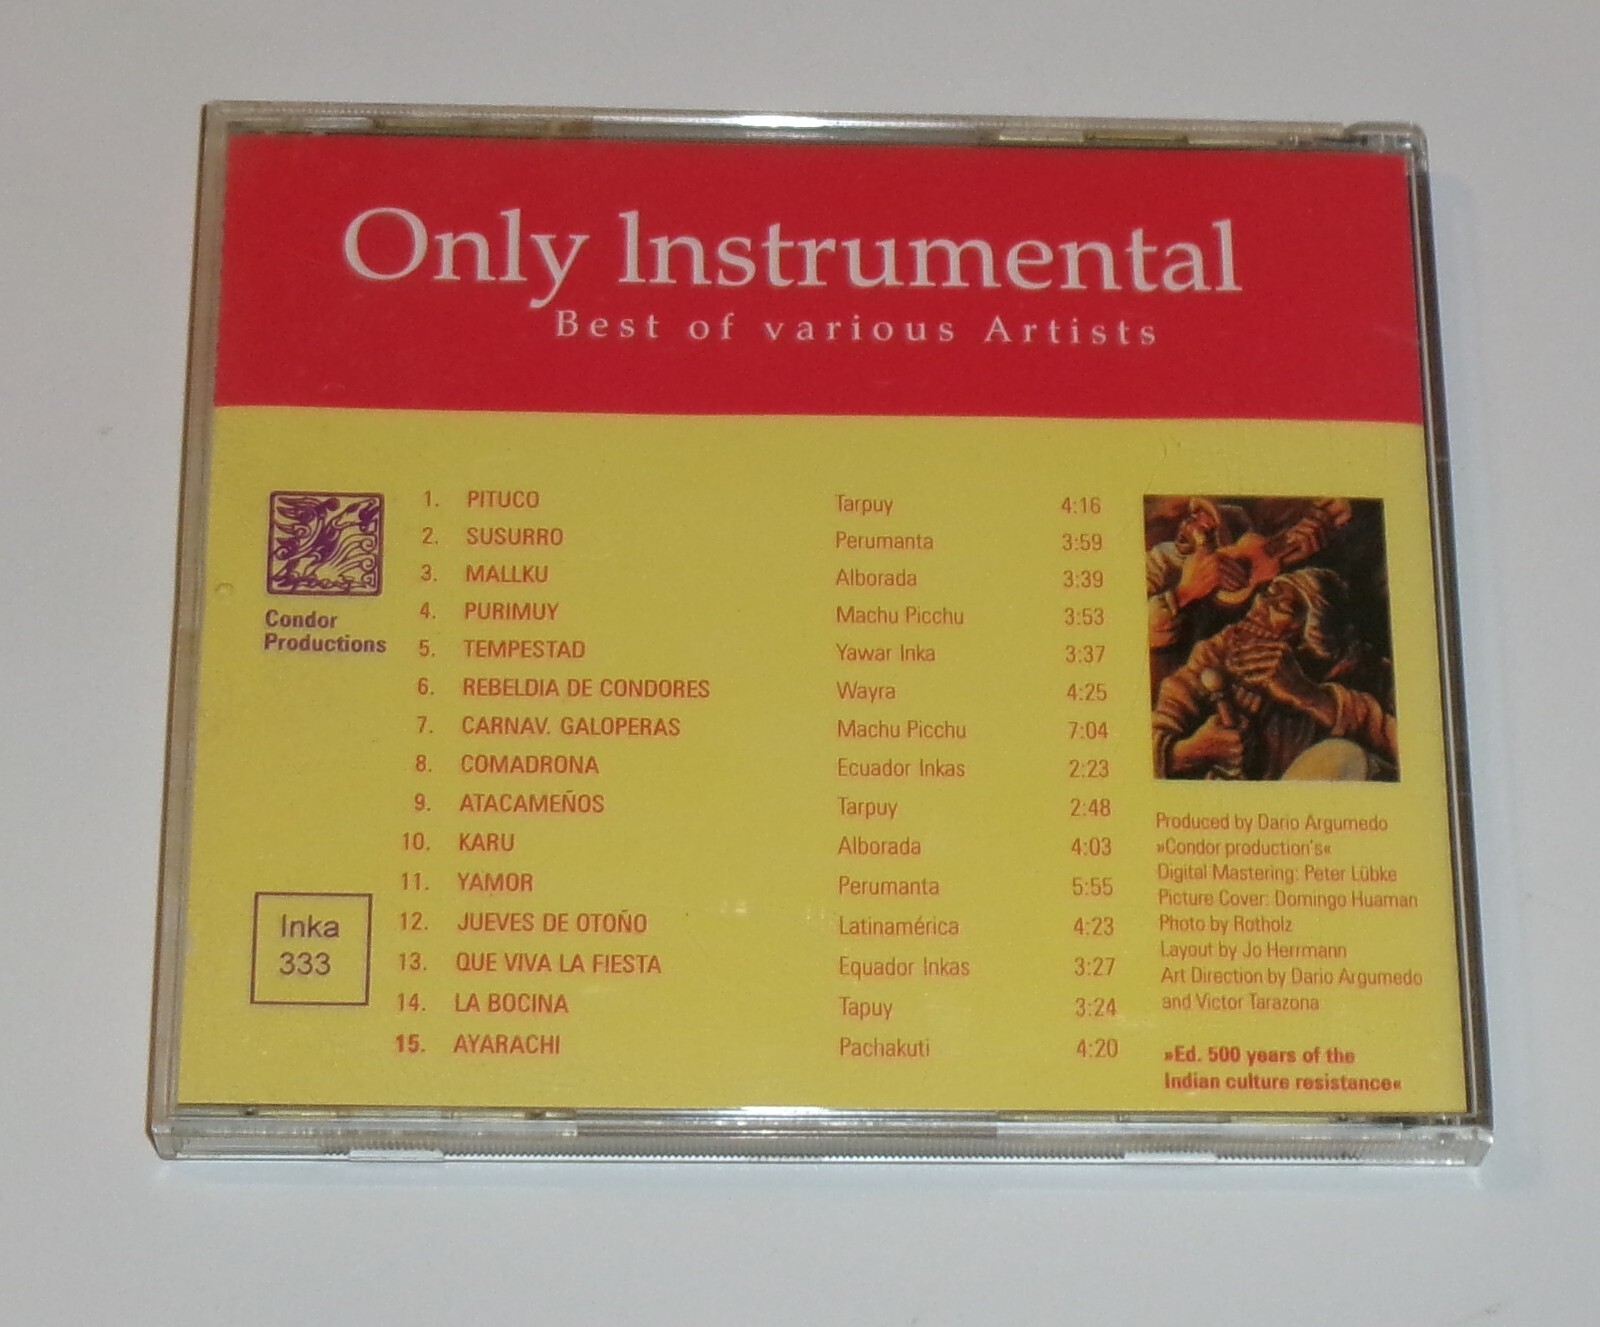 Only Instrumental
Best of various Artists
Condor
Productions
Inka
333
1. PITUCO Tarpuy 4:16
2. SUSURRO Perumanta 3:59
3. MALLKU Alborada 3:39
4. PURIMUY Machu Picchu 3:53
5. TEMPESTAD Yawar Inka 3:37
6. REBELDIA DE CONDORES Wayra 4:25
7. CARNAV. GALOPERAS Machu Picchu 7:04
8. COMADRONA Ecuador Inkas 2:23
9. ATACAMEÑOS Tarpuy 2:48
10. KARU Alborada 4:03
11. YAMOR Perumanta 5:55
12. JUEVES DE OTOÑO Latinamérica 4:23
13. QUE VIVA LA FIESTA Equador Inkas 3:27
14. LA BOCINA Tapuy 3:24
15. AYARACHI Pachakuti 4:20
Produced by Dario Argumedo
»Condor production's«
Digital Mastering: Peter Lübke
Picture Cover: Domingo Huaman
Photo by Rotholz
Layout by Jo Herrmann
Art Direction by Dario Argumedo
and Victor Tarazona
»Ed. 500 years of the
Indian culture resistance«